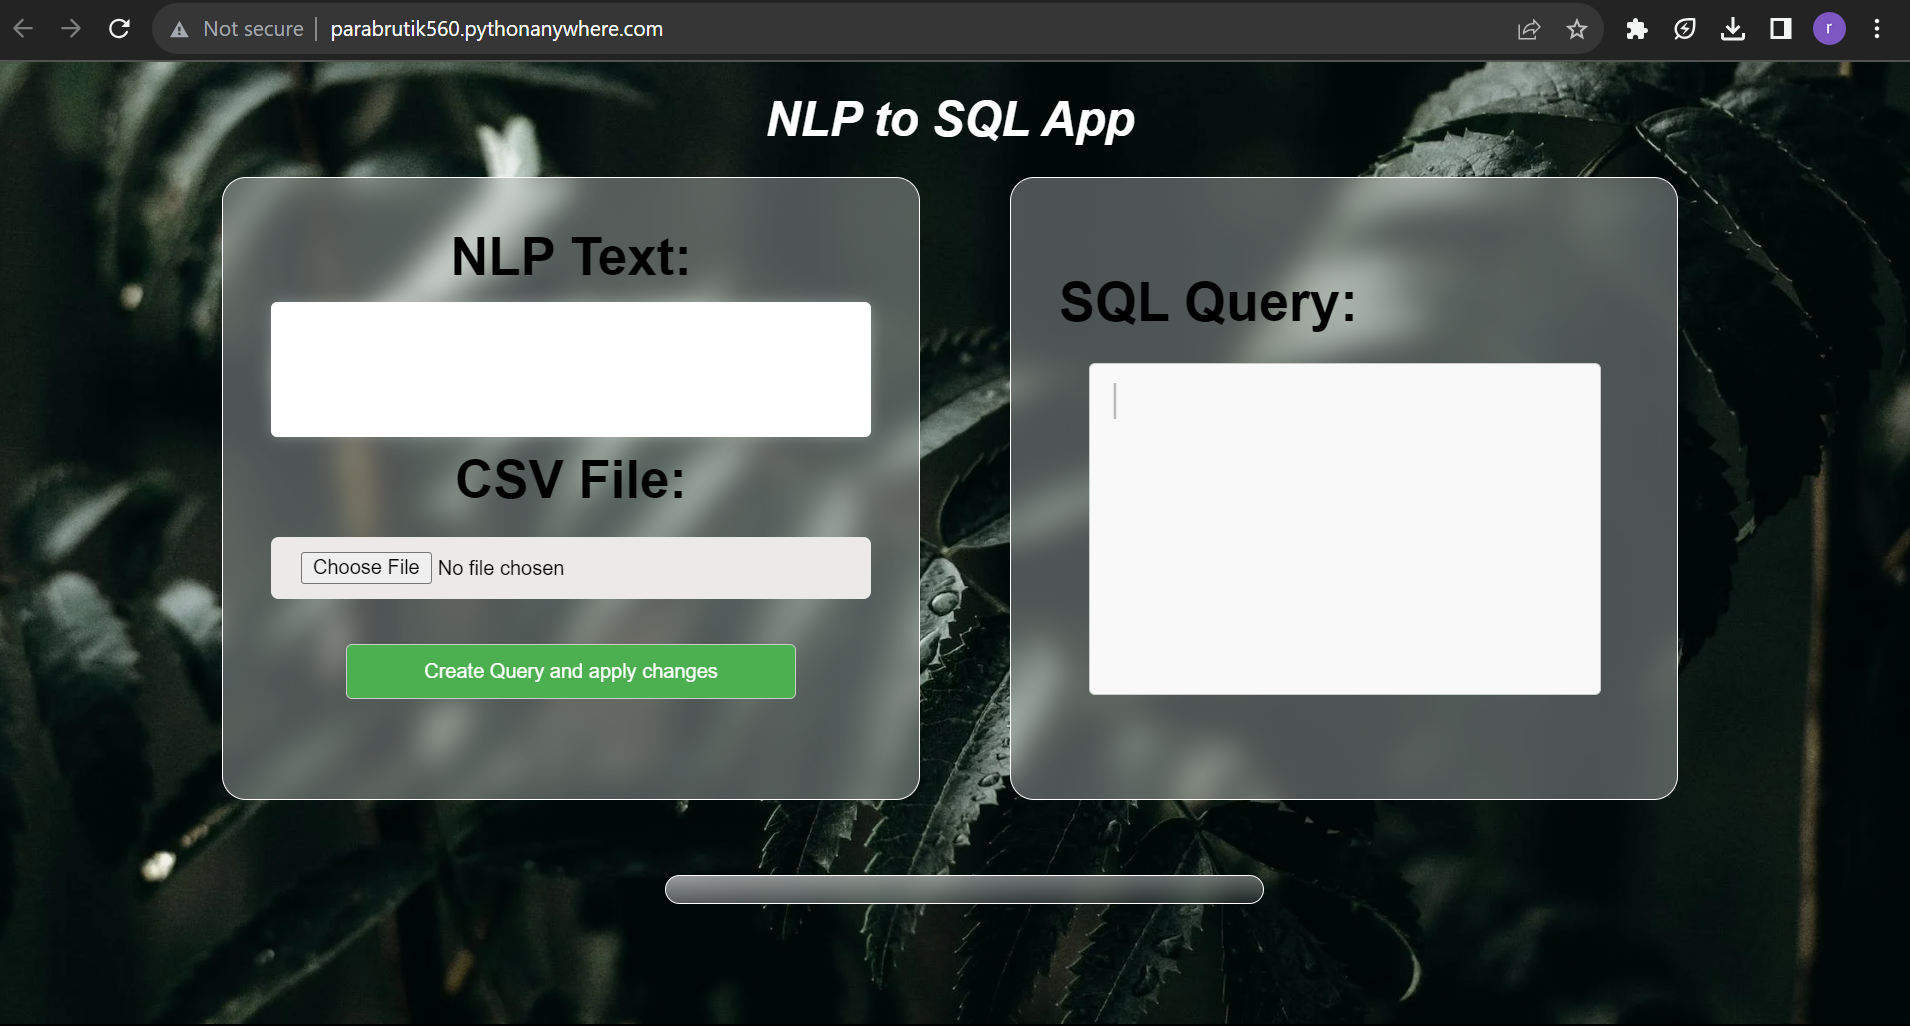 Not secure
parabrutik560.pythonanywhere.com
r
NLP to SQL App
NLP Text:
CSV File:
Choose File No file chosen
Create Query and apply changes
SQL Query: